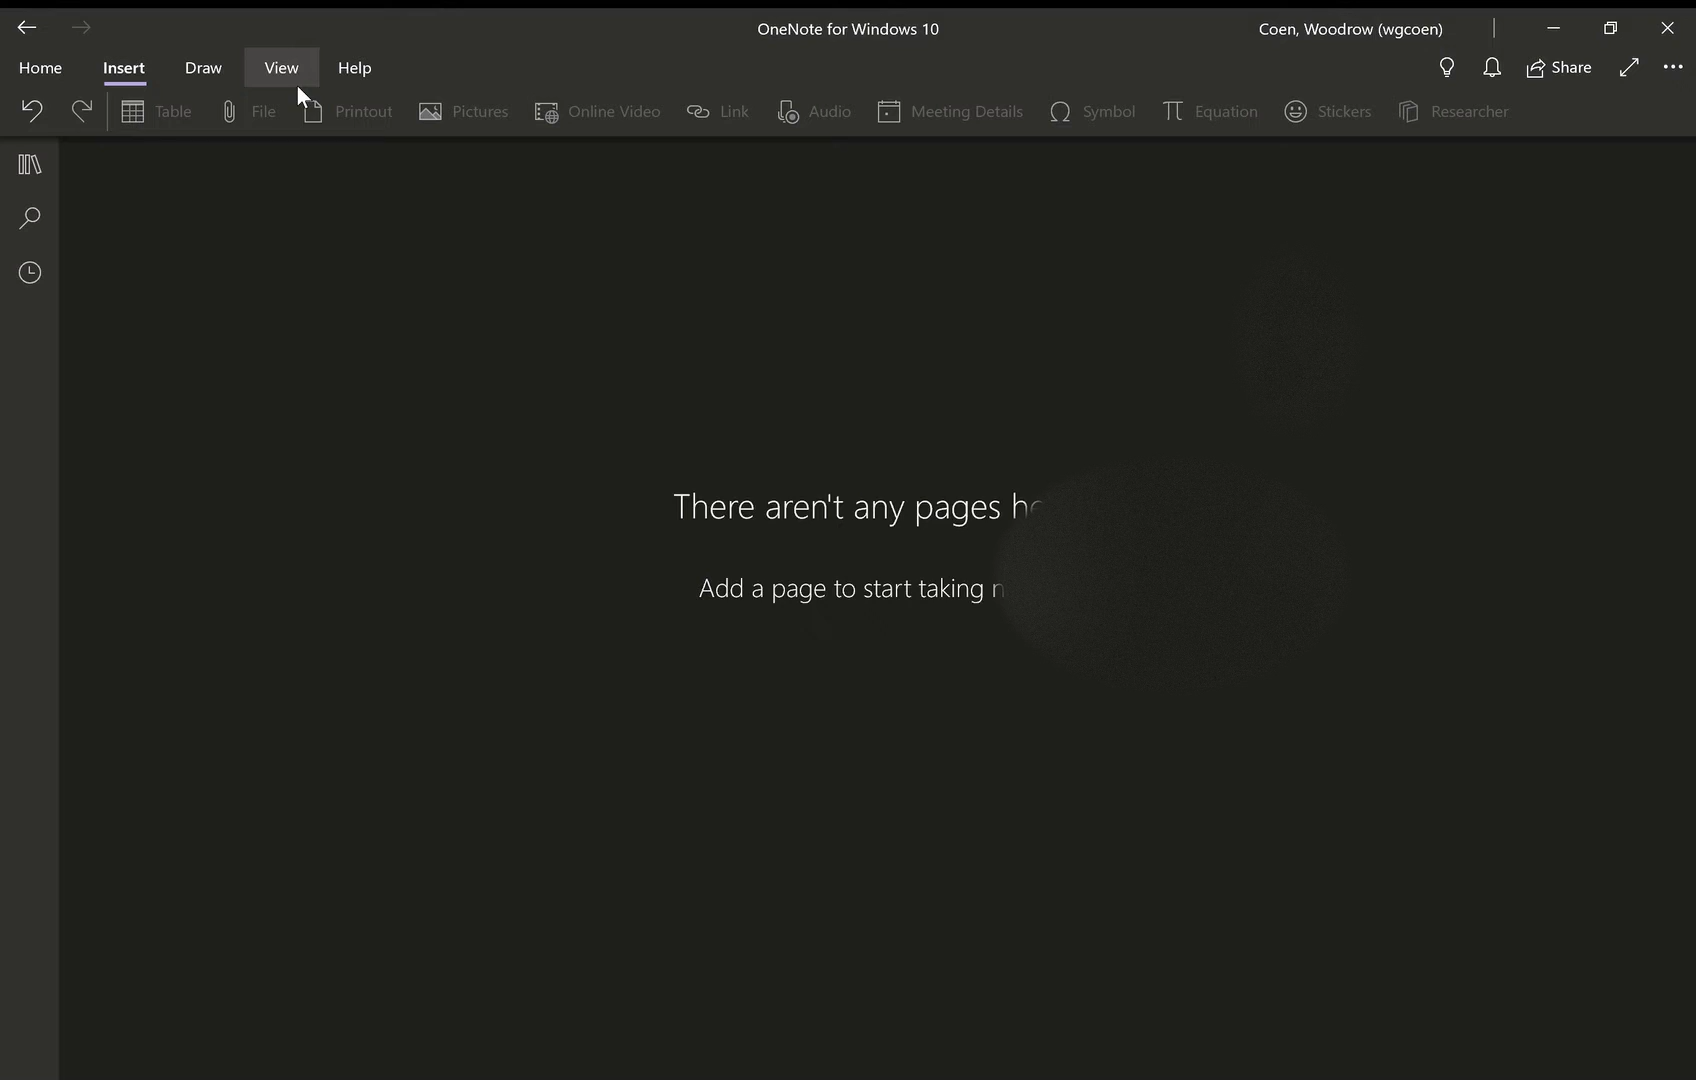 OneNote for Windows 10
Coen, Woodrow (wgcoen)
Home Insert Draw View Help
Share
Table File Printout Pictures Online Video Link Audio Meeting Details Symbol Equation Stickers Researcher
There aren't any pages
Add a page to start taking